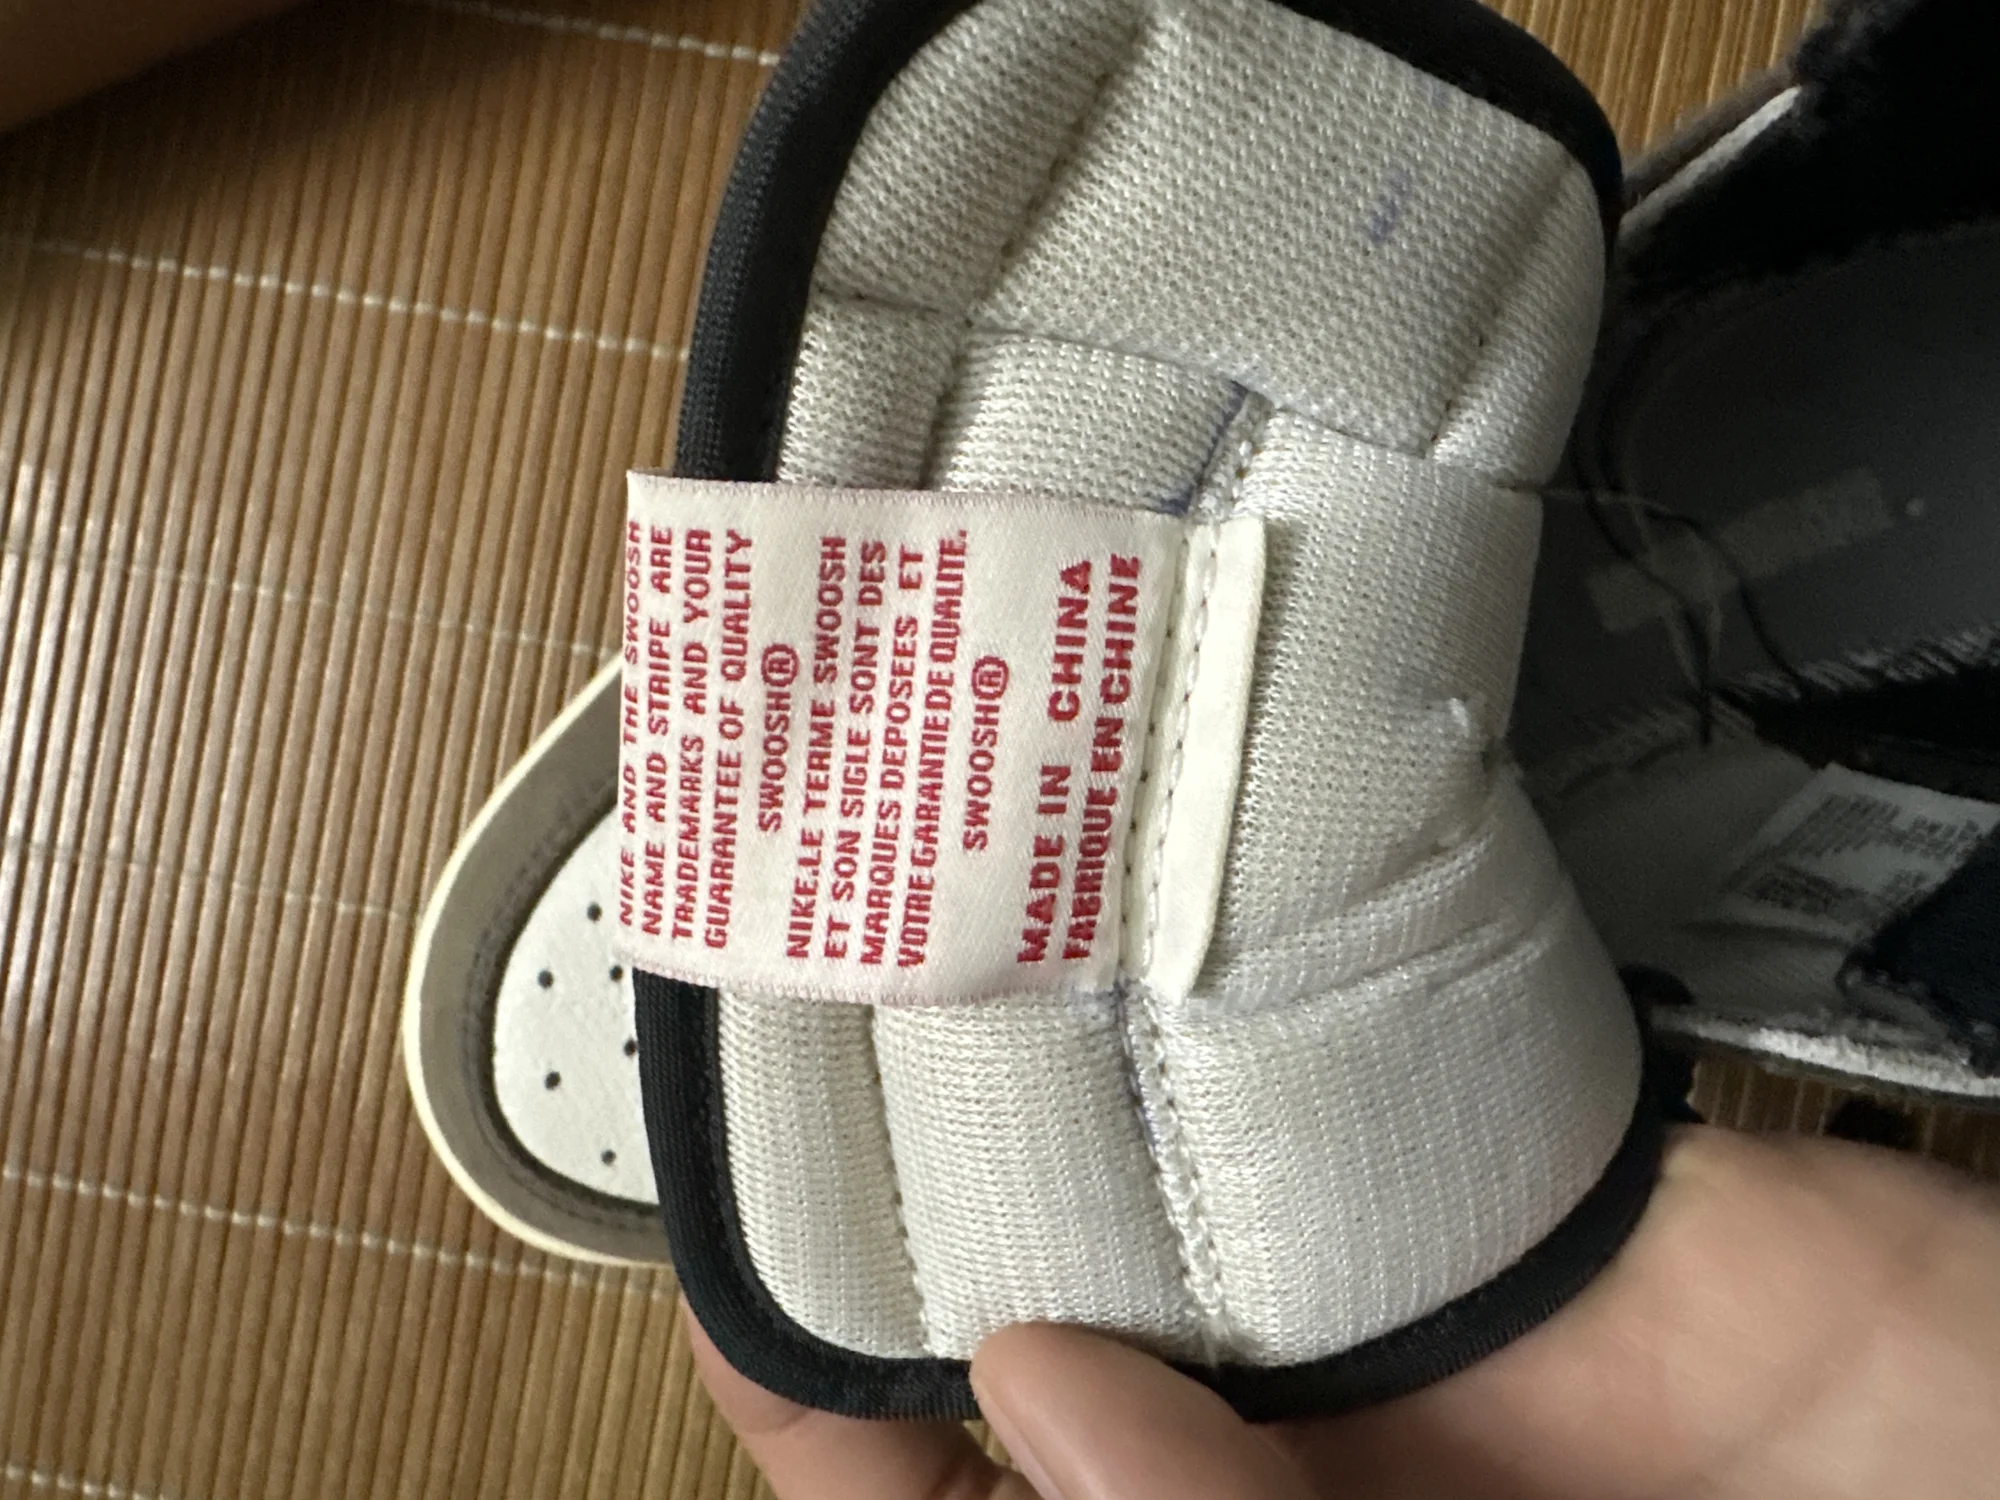 NIKE AND THE SWOOSH
NAME AND STRIPE ARE
TRADEMARKS AND YOUR
GUARANTEE OF QUALITY
SWOOSH®
NIKE.LE TERME SWOOSH
ET SON SIGLE SONT DES
MARQUES DEPOSEES ET
VOTRE GARANTIE DE QUALITE.
SWOOSH®
MADE IN CHINA
FABRIQUE EN CHINE